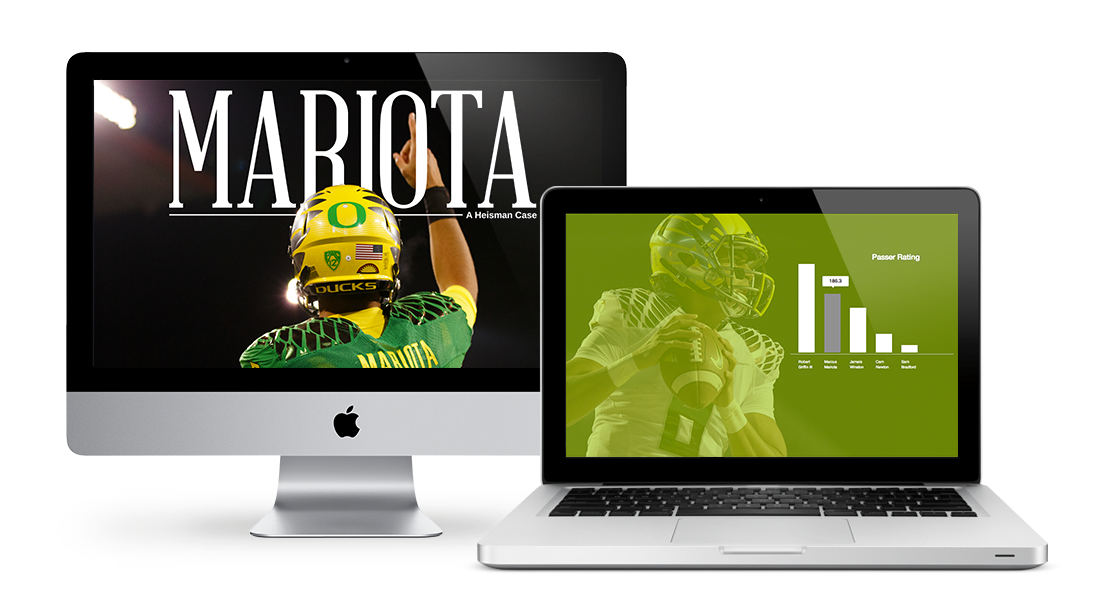 MARIOTA
A Heisman Case
O
DUCKS
MARIOTA
Passer Rating
186.3
Robert
Griffin III
Marcus
Mariota
Jameis
Winston
Cam
Newton
Sam
Bradford